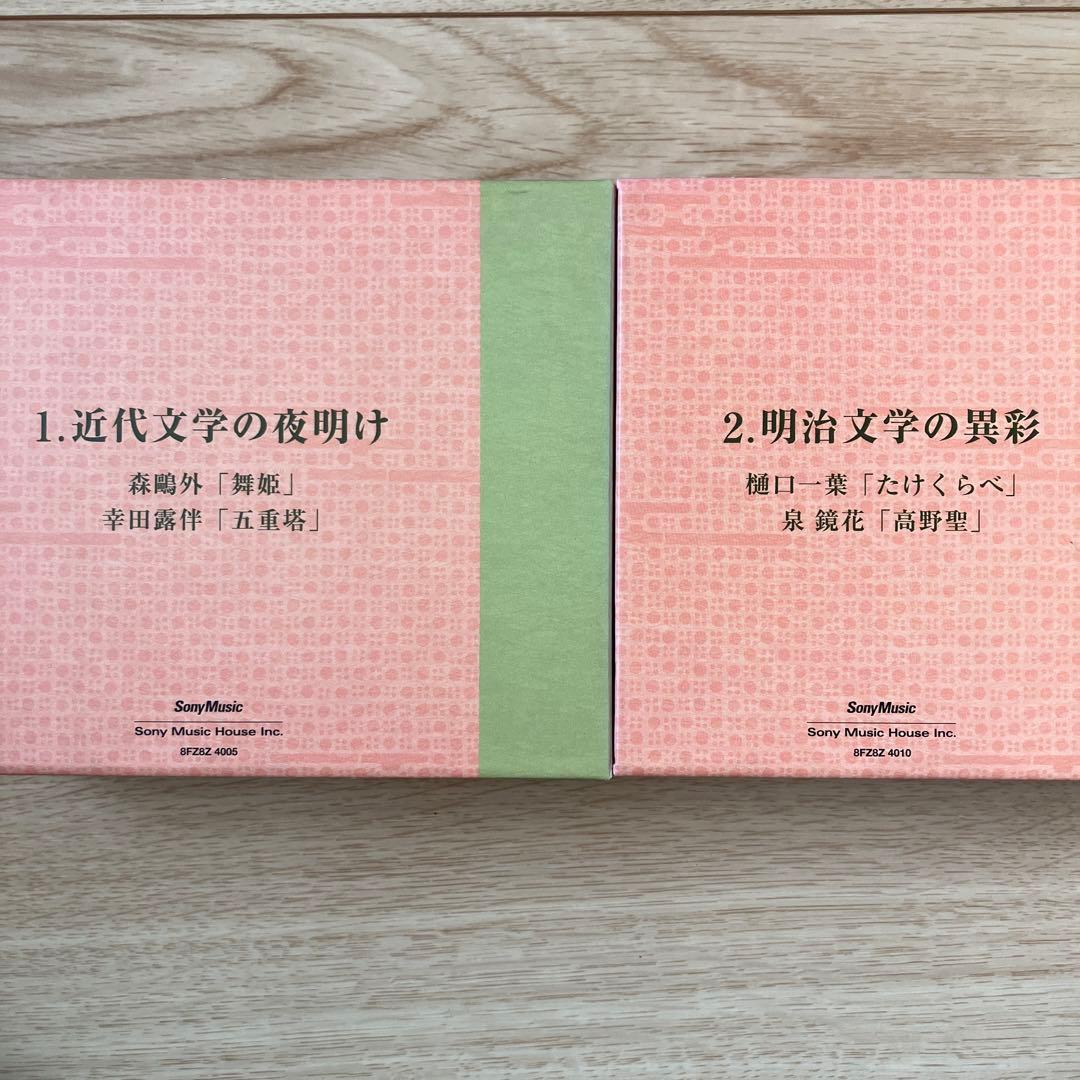 1.近代文学の夜明け
森鷗外「舞姫」
幸田露伴「五重塔」
SonyMusic
Sony Music House Inc.
8FZ8Z 4005
2.明治文学の異彩
樋口一葉「たけくらべ」
泉 鏡花「高野聖」
SonyMusic
Sony Music House Inc.
8FZ8Z 4010